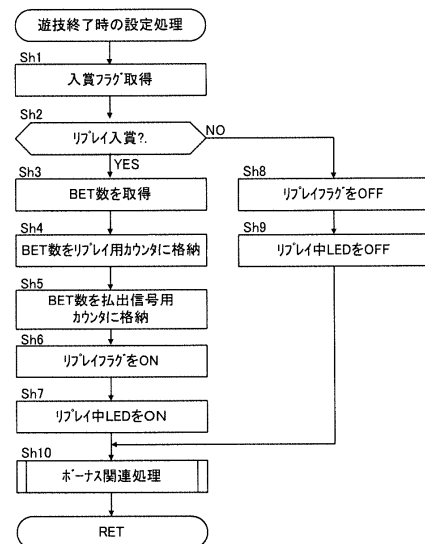 遊技終了時の設定処理
Sh1
入賞フラグ取得
Sh2
リプレイ入賞?.
NO
YES
Sh3
BET数を取得
Sh4
BET数をリプレイ用カウンタに格納
Sh5
BET数を払出信号用
カウンタに格納
Sh6
リプレイフラグをON
Sh7
リプレイ中LEDをON
Sh8
リプレイフラグをOFF
Sh9
リプレイ中LEDをOFF
Sh10
ボーナス関連処理
RET